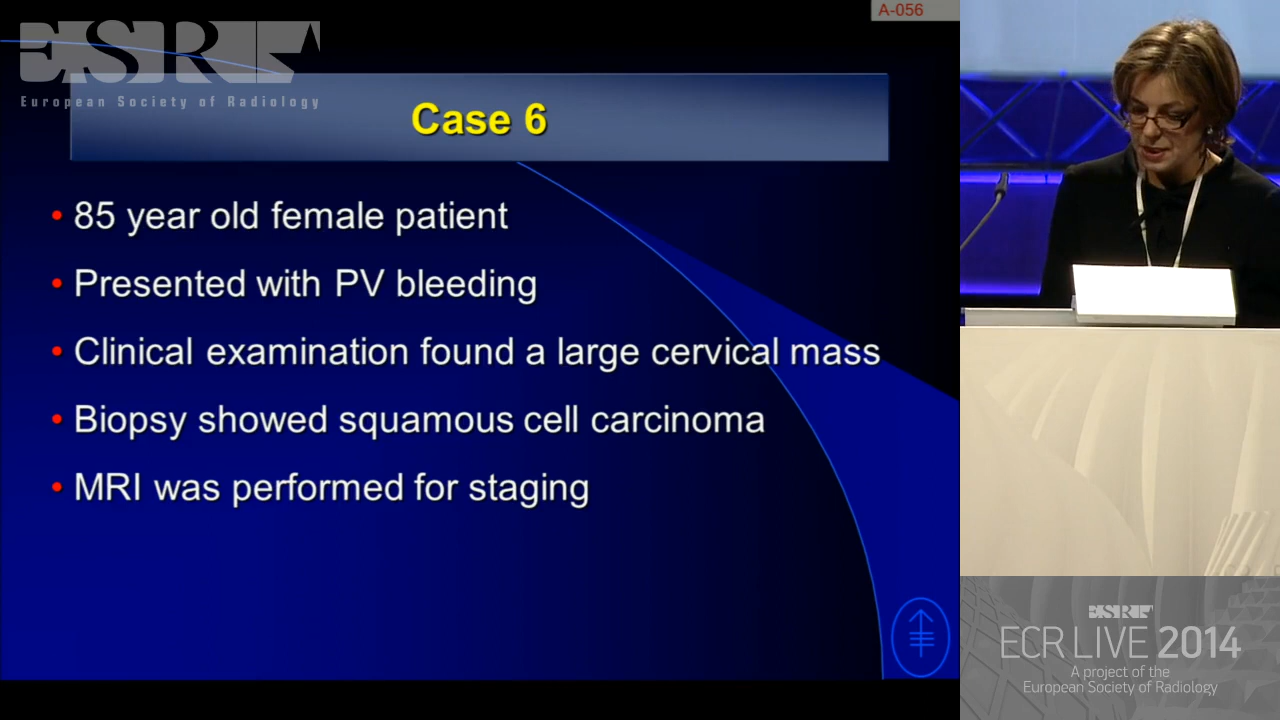 A-056
ESR
European Society of Radiology
Case 6
• 85 year old female patient
• Presented with PV bleeding
• Clinical examination found a large cervical mass
• Biopsy showed squamous cell carcinoma
• MRI was performed for staging
ESR
ECR LIVE 2014
A project of the
European Society of Radiology